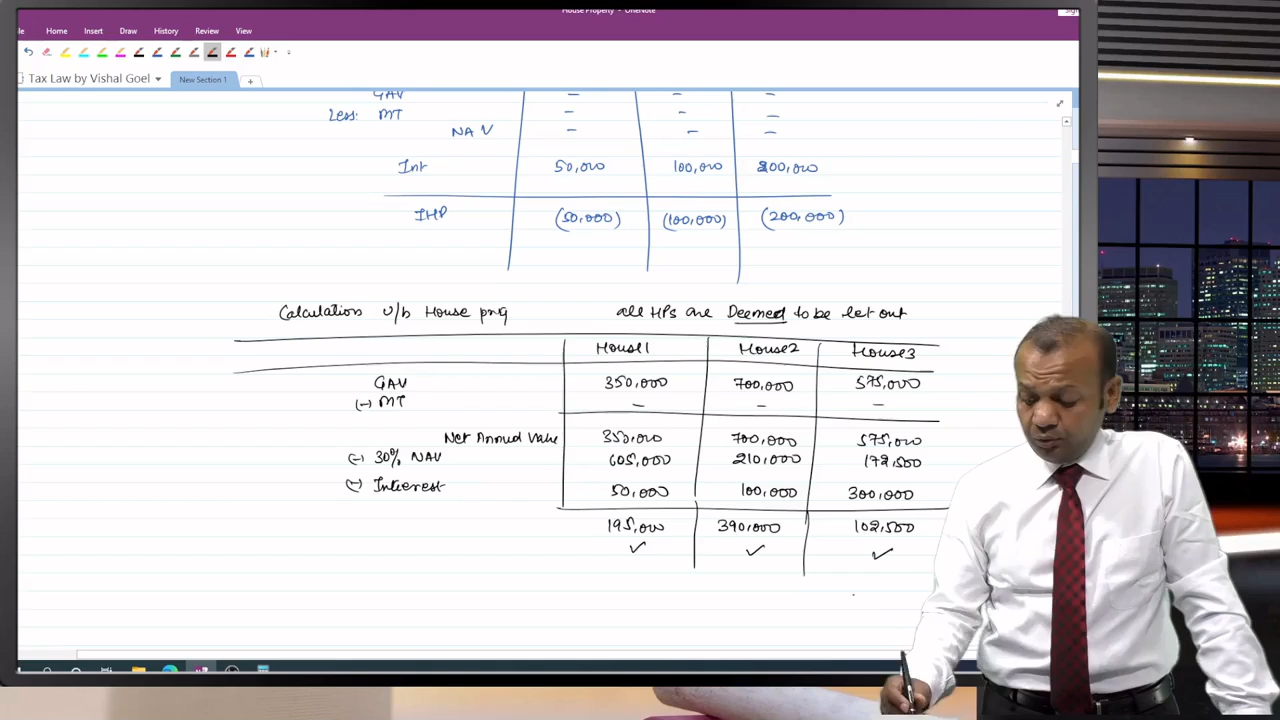 House Property - OneNote
Sign
Home Insert Draw History Review View
Tax Law by Vishal Goel New Section 1 +
GAV - - -
Less: MT - - -
NAV - - -
Int 50,000 100,000 200,000
IHP (50,000) (100,000) (200,000)
Calculation u/h House prop all HPs are Deemed to be let out
House1 House2 House3
GAV 350,000 700,000 575,000
(-) MT - - -
Net Annual Value 350,000 700,000 575,000
(-) 30% NAV 605,000 210,000 172,500
(-) Interest 50,000 100,000 300,000
195,000 390,000 102,500
✓ ✓ ✓